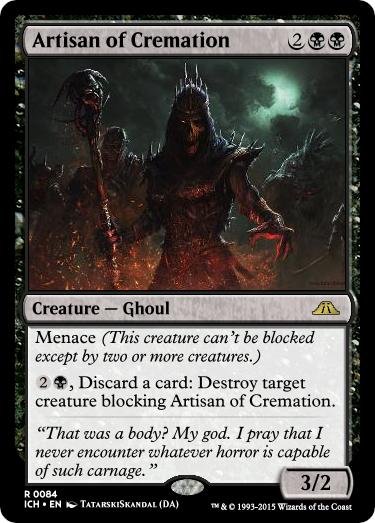 Artisan of Cremation 2
Creature — Ghoul
Menace (This creature can't be blocked
except by two or more creatures.)
2, Discard a card: Destroy target
creature blocking Artisan of Cremation.
“That was a body? My god. I pray that I
never encounter whatever horror is capable
of such carnage.”
3/2
R 0084
ICH • EN TatarskiSkandal (DA)
™ & © 1993-2015 Wizards of the Coast